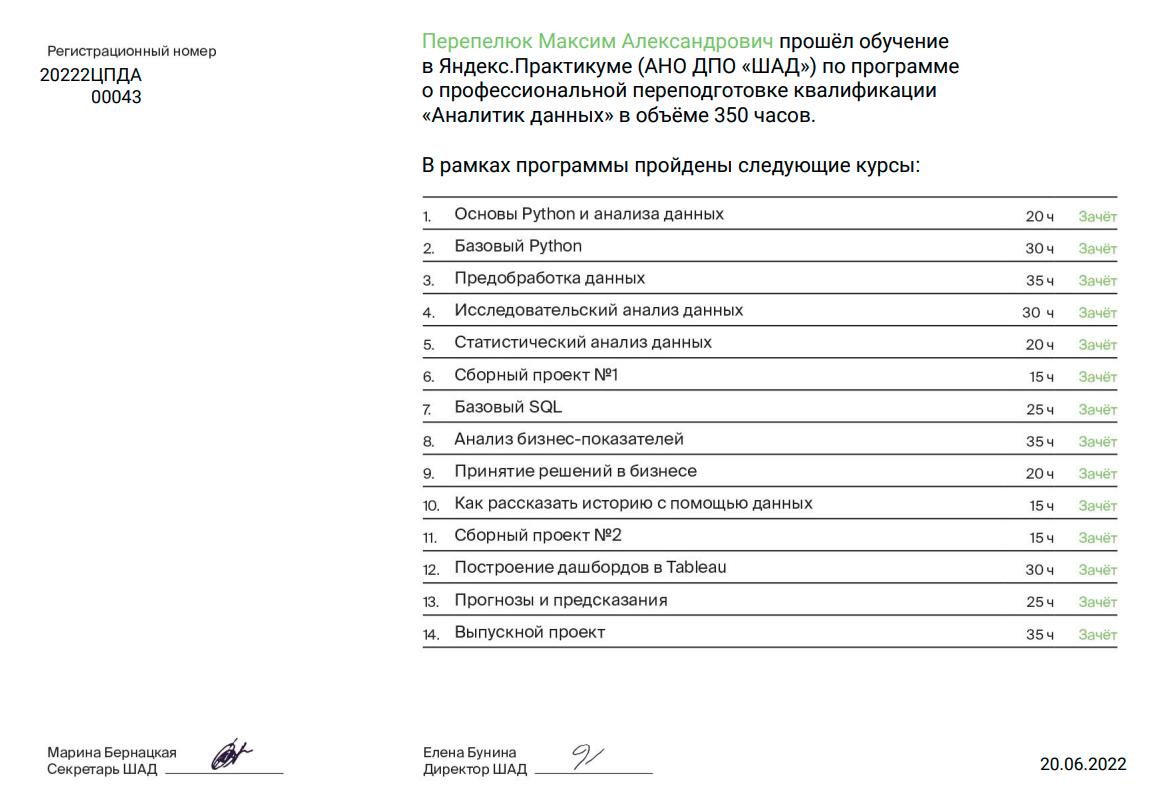 Регистрационный номер
20222ЦПДА
00043
Перепелюк Максим Александрович прошёл обучение
в Яндекс.Практикуме (АНО ДПО «ШАД») по программе
о профессиональной переподготовке квалификации
«Аналитик данных» в объёме 350 часов.
В рамках программы пройдены следующие курсы:
1. Основы Python и анализа данных 20 ч Зачёт
2. Базовый Python 30 ч Зачёт
3. Предобработка данных 35 ч Зачёт
4. Исследовательский анализ данных 30 ч Зачёт
5. Статистический анализ данных 20 ч Зачёт
6. Сборный проект №1 15 ч Зачёт
7. Базовый SQL 25 ч Зачёт
8. Анализ бизнес-показателей 35 ч Зачёт
9. Принятие решений в бизнесе 20 ч Зачёт
10. Как рассказать историю с помощью данных 15 ч Зачёт
11. Сборный проект №2 15 ч Зачёт
12. Построение дашбордов в Tableau 30 ч Зачёт
13. Прогнозы и предсказания 25 ч Зачёт
14. Выпускной проект 35 ч Зачёт
Марина Бернацкая
Секретарь ШАД
Елена Бунина
Директор ШАД
20.06.2022